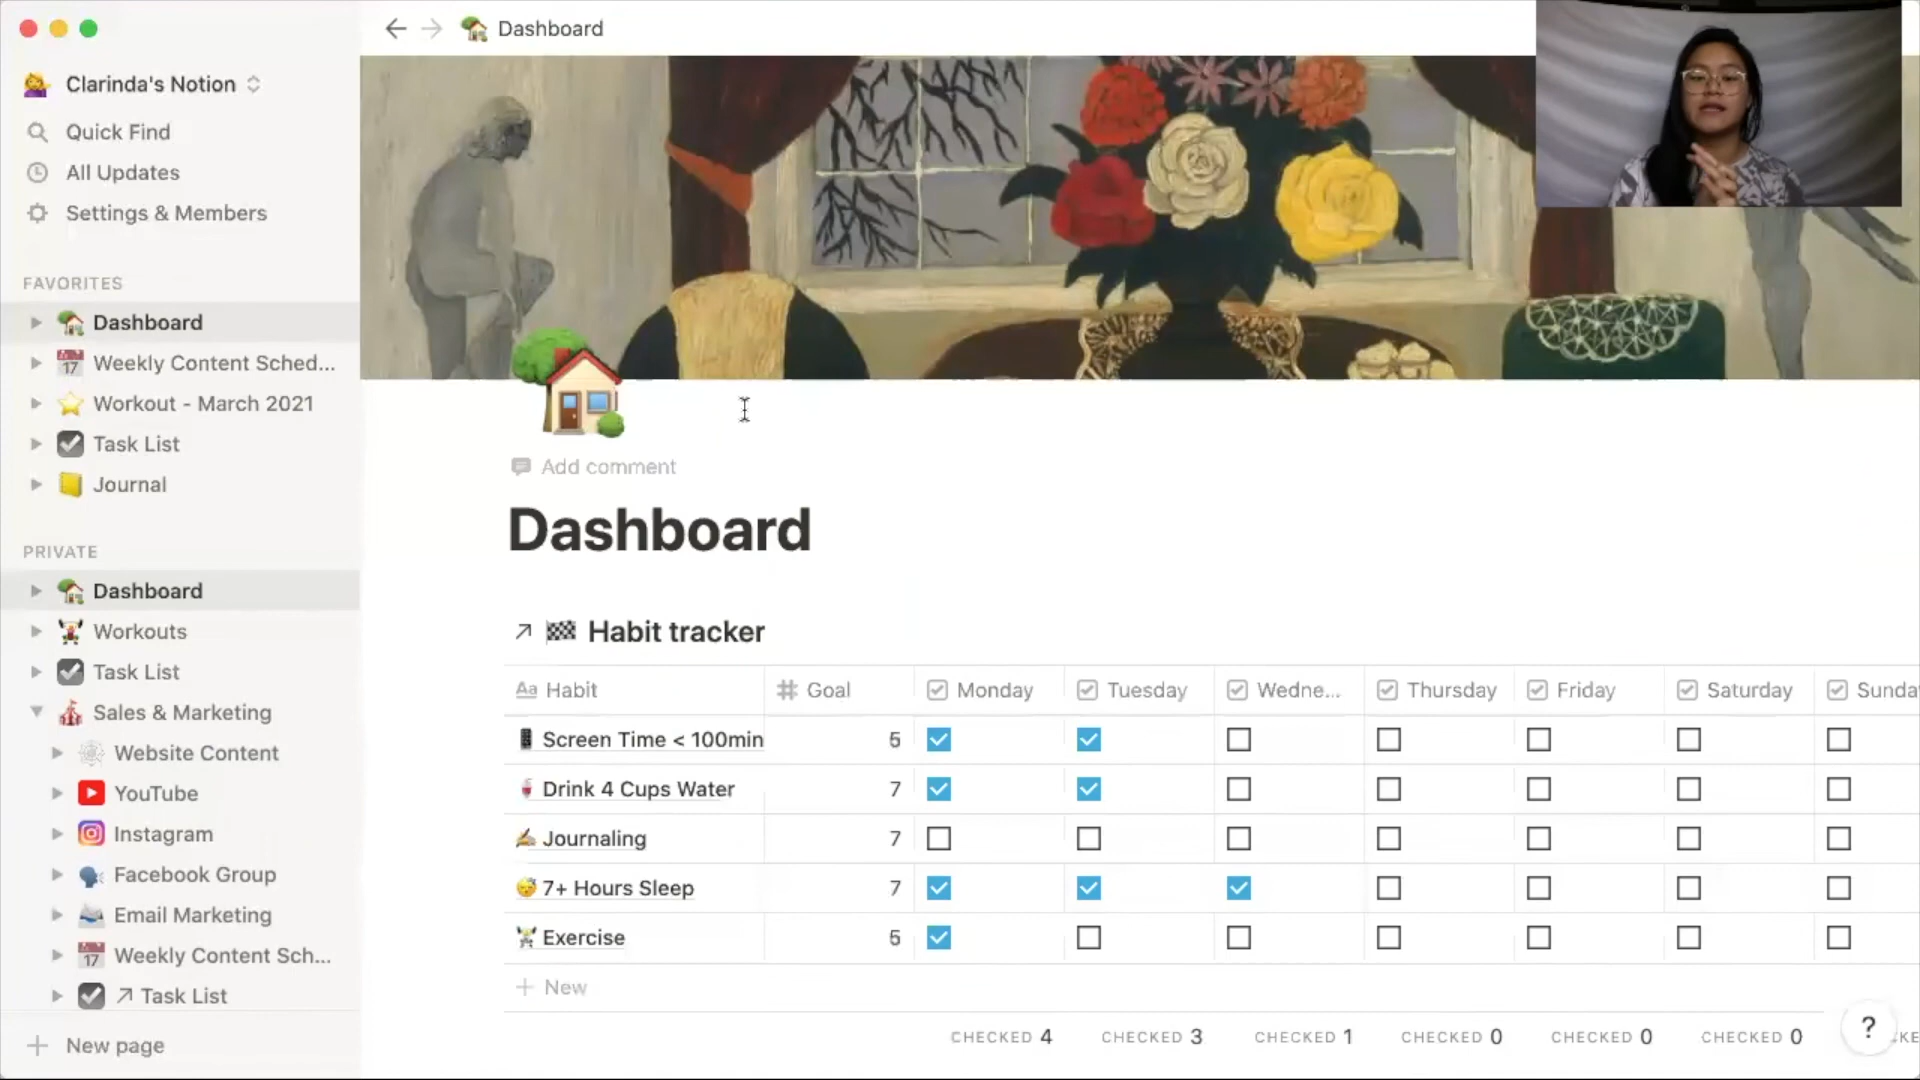 Dashboard
Clarinda's Notion
Quick Find
All Updates
Settings & Members
FAVORITES
Dashboard
17 Weekly Content Sched...
Workout - March 2021
Task List
Journal
PRIVATE
Dashboard
Workouts
Task List
Sales & Marketing
Website Content
YouTube
Instagram
Facebook Group
Email Marketing
17 Weekly Content Sch...
Task List
New page
Add comment
Dashboard
Habit tracker
Aa Habit # Goal Monday Tuesday Wedne... Thursday Friday Saturday Sunda
Screen Time < 100min 5
Drink 4 Cups Water 7
Journaling 7
7+ Hours Sleep 7
Exercise 5
+ New
CHECKED 4 CHECKED 3 CHECKED 1 CHECKED 0 CHECKED 0 CHECKED 0
?